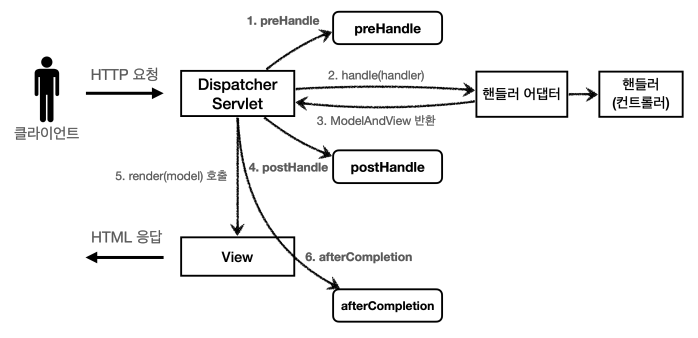 1. preHandle
preHandle
HTTP 요청
Dispatcher
Servlet
2. handle(handler)
핸들러 어댑터
핸들러
(컨트롤러)
3. ModelAndView 반환
클라이언트
4. postHandle
postHandle
5. render(model) 호출
HTML 응답
View
6. afterCompletion
afterCompletion